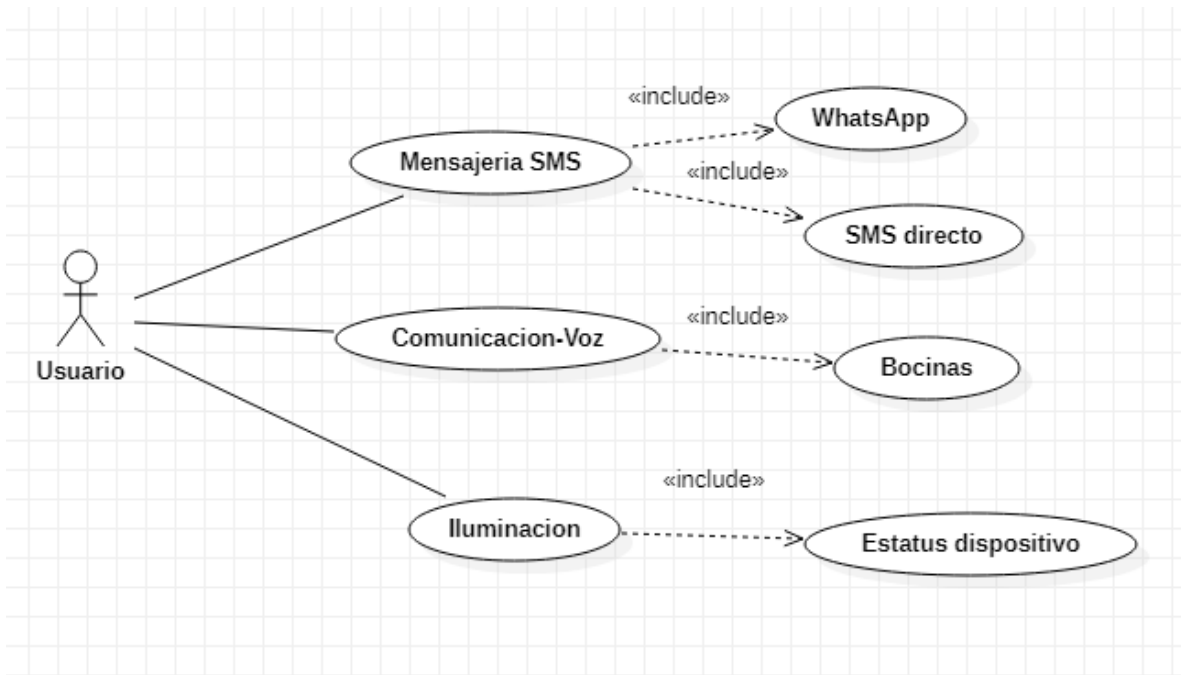 «include»
WhatsApp
Mensajeria SMS
«include»
SMS directo
Usuario
«include»
Comunicacion-Voz
Bocinas
«include»
Iluminacion
Estatus dispositivo